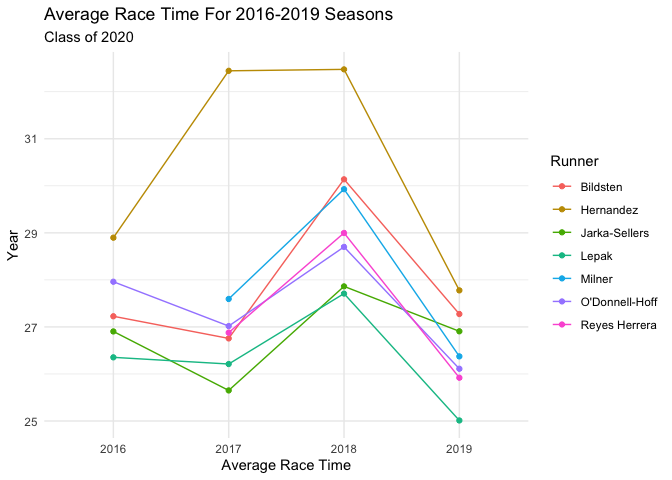 Average Race Time For 2016-2019 Seasons
Class of 2020
Year
31
29
27
25
2016 2017 2018 2019
Average Race Time
Runner
Bildsten
Hernandez
Jarka-Sellers
Lepak
Milner
O'Donnell-Hoff
Reyes Herrera